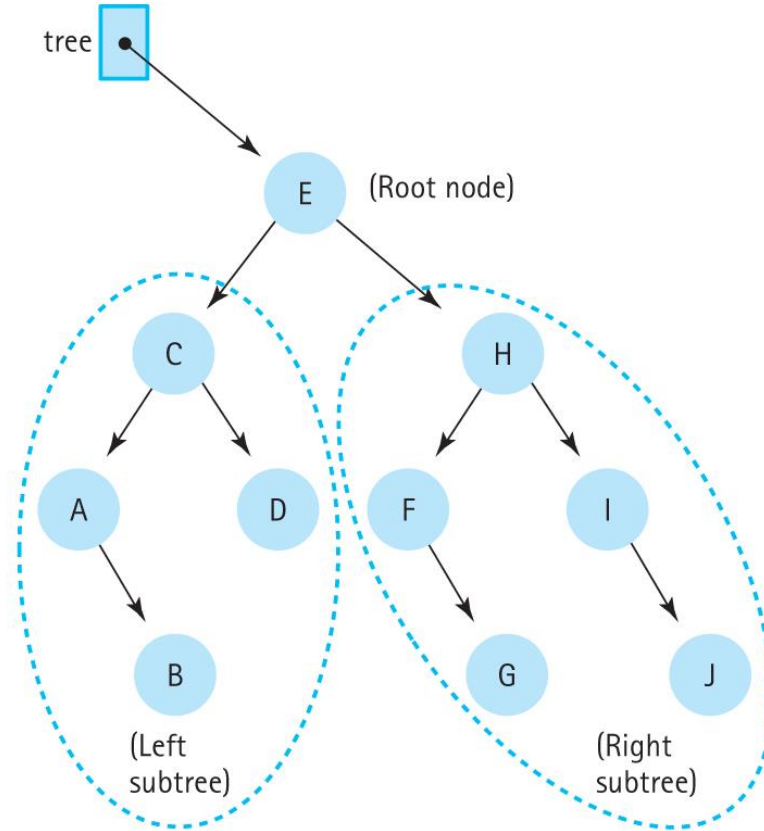 tree
E
(Root node)
C
H
A
D
F
I
B
G
J
(Left
subtree)
(Right
subtree)